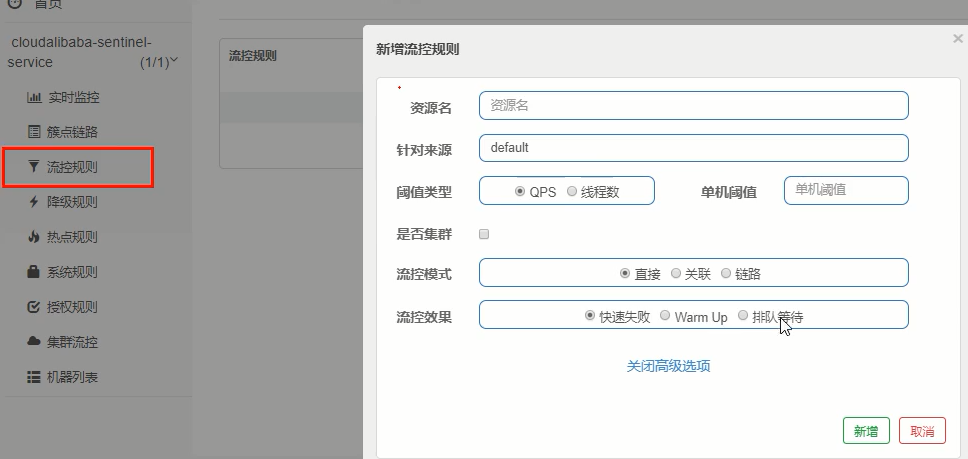 首页
cloudalibaba-sentinel-
service (1/1)
实时监控
簇点链路
流控规则
降级规则
热点规则
系统规则
授权规则
集群流控
机器列表
流控规则
新增流控规则 ×
资源名 资源名
针对来源 default
阈值类型 QPS 线程数 单机阈值 单机阈值
是否集群
流控模式 直接 关联 链路
流控效果 快速失败 Warm Up 排队等待
关闭高级选项
新增 取消